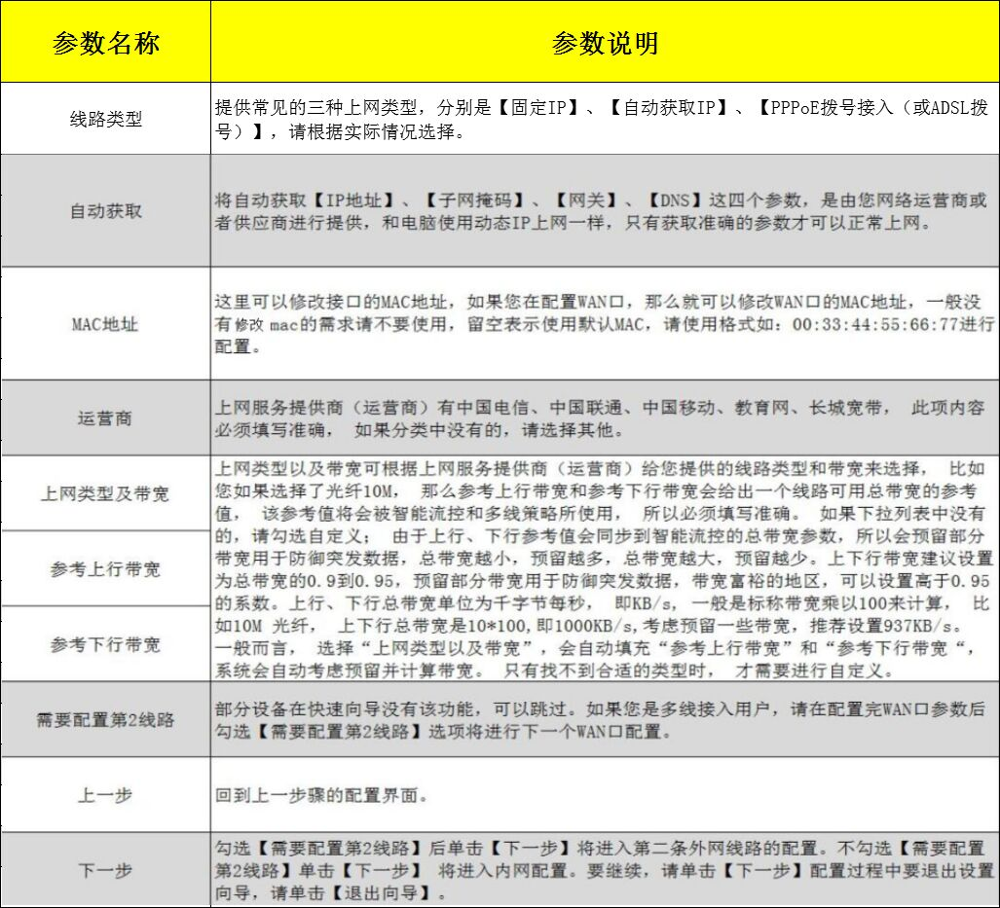 参数名称
参数说明
线路类型
提供常见的三种上网类型，分别是【固定IP】、【自动获取IP】、【PPPoE拨号接入（或ADSL拨
号）】，请根据实际情况选择。
自动获取
将自动获取【IP地址】、【子网掩码】、【网关】、【DNS】这四个参数，是由您网络运营商或
者供应商进行提供，和电脑使用动态IP上网一样，只有获取准确的参数才可以正常上网。
MAC地址
这里可以修改接口的MAC地址，如果您在配置WAN口，那么就可以修改WAN口的MAC地址，一般没
有修改 mac的需求请不要使用，留空表示使用默认MAC，请使用格式如：00:33:44:55:66:77进行
配置。
运营商
上网服务提供商（运营商）有中国电信、中国联通、中国移动、教育网、长城宽带， 此项内容
必须填写准确， 如果分类中没有的，请选择其他。
上网类型及带宽
参考上行带宽
参考下行带宽
上网类型以及带宽可根据上网服务提供商（运营商）给您提供的线路类型和带宽来选择， 比如
您如果选择了光纤10M， 那么参考上行带宽和参考下行带宽会给出一个线路可用总带宽的参考
值， 该参考值将会被智能流控和多线策略所使用， 所以必须填写准确。 如果下拉列表中没有
的，请勾选自定义； 由于上行、下行参考值会同步到智能流控的总带宽参数，所以会预留部分
带宽用于防御突发数据，总带宽越小，预留越多，总带宽越大，预留越少。上下行带宽建议设置
为总带宽的0.9到0.95，预留部分带宽用于防御突发数据，带宽富裕的地区，可以设置高于0.95
的系数。上行、下行总带宽单位为千字节每秒， 即KB/s, 一般是标称带宽乘以100来计算， 比
如10M 光纤， 上下行总带宽是10*100,即1000KB/s,考虑预留一些带宽，推荐设置937KB/s。
一般而言， 选择“上网类型以及带宽”，会自动填充“参考上行带宽”和“参考下行带宽“，
系统会自动考虑预留并计算带宽。 只有找不到合适的类型时， 才需要进行自定义。
需要配置第2线路
部分设备在快速向导没有该功能，可以跳过。如果您是多线接入用户，请在配置完WAN口参数后
勾选【需要配置第2线路】选项将进行下一个WAN口配置。
上一步
回到上一步骤的配置界面。
下一步
勾选【需要配置第2线路】后单击【下一步】将进入第二条外网线路的配置。不勾选【需要配置
第2线路】单击【下一步】 将进入内网配置。要继续，请单击【下一步】配置过程中要退出设置
向导，请单击【退出向导】。